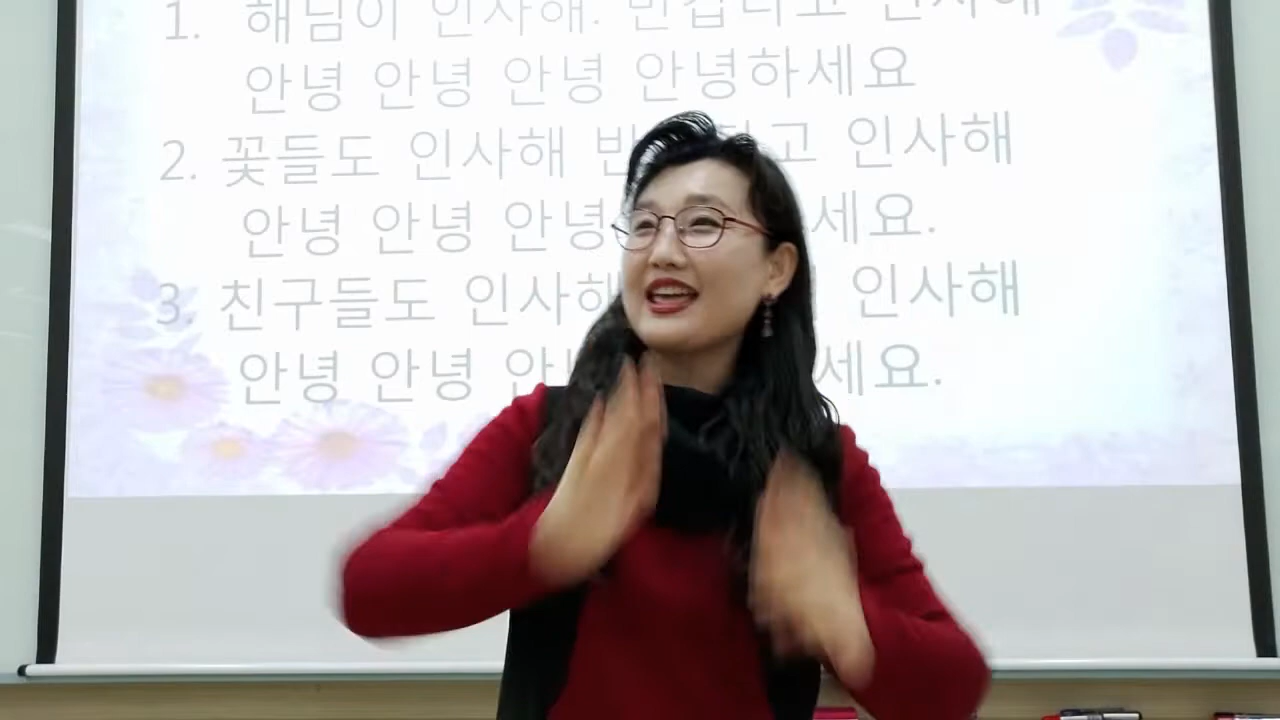 1. 해님이 인사해. 반갑다고 인사해
안녕 안녕 안녕 안녕하세요
2. 꽃들도 인사해 고 인사해
안녕 안녕 안녕 세요.
3. 친구들도 인사해 인사해
안녕 안녕 세요.